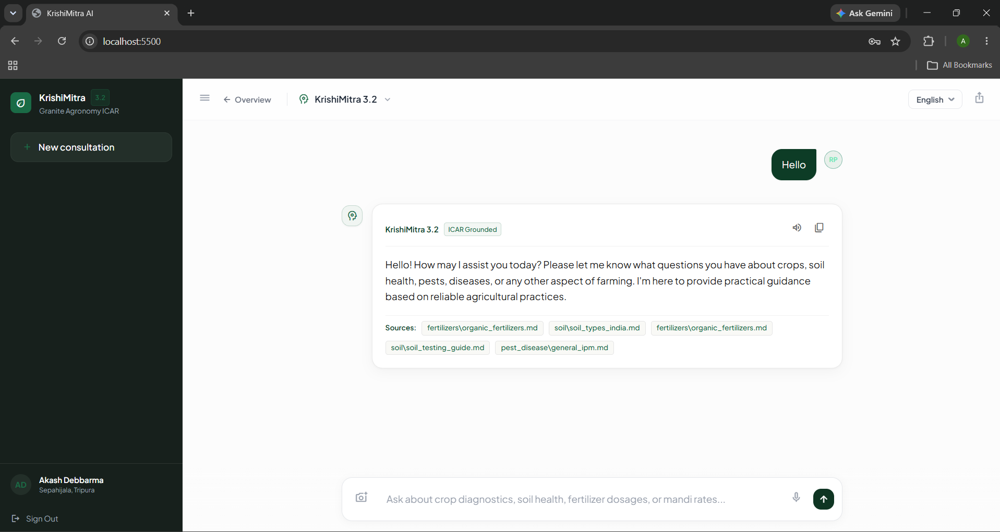 KrishiMitra AI
Ask Gemini
localhost:5500
A
All Bookmarks
KrishiMitra 3.2
Granite Agronomy ICAR
New consultation
Akash Debbarma
AD
Sepahijala, Tripura
Sign Out
Overview
KrishiMitra 3.2
English
Hello
RP
KrishiMitra 3.2 ICAR Grounded
Hello! How may I assist you today? Please let me know what questions you have about crops, soil
health, pests, diseases, or any other aspect of farming. I'm here to provide practical guidance
based on reliable agricultural practices.
Sources: fertilizers\organic_fertilizers.md soil\soil_types_india.md fertilizers\organic_fertilizers.md
soil\soil_testing_guide.md pest_disease\general_ipm.md
Ask about crop diagnostics, soil health, fertilizer dosages, or mandi rates...